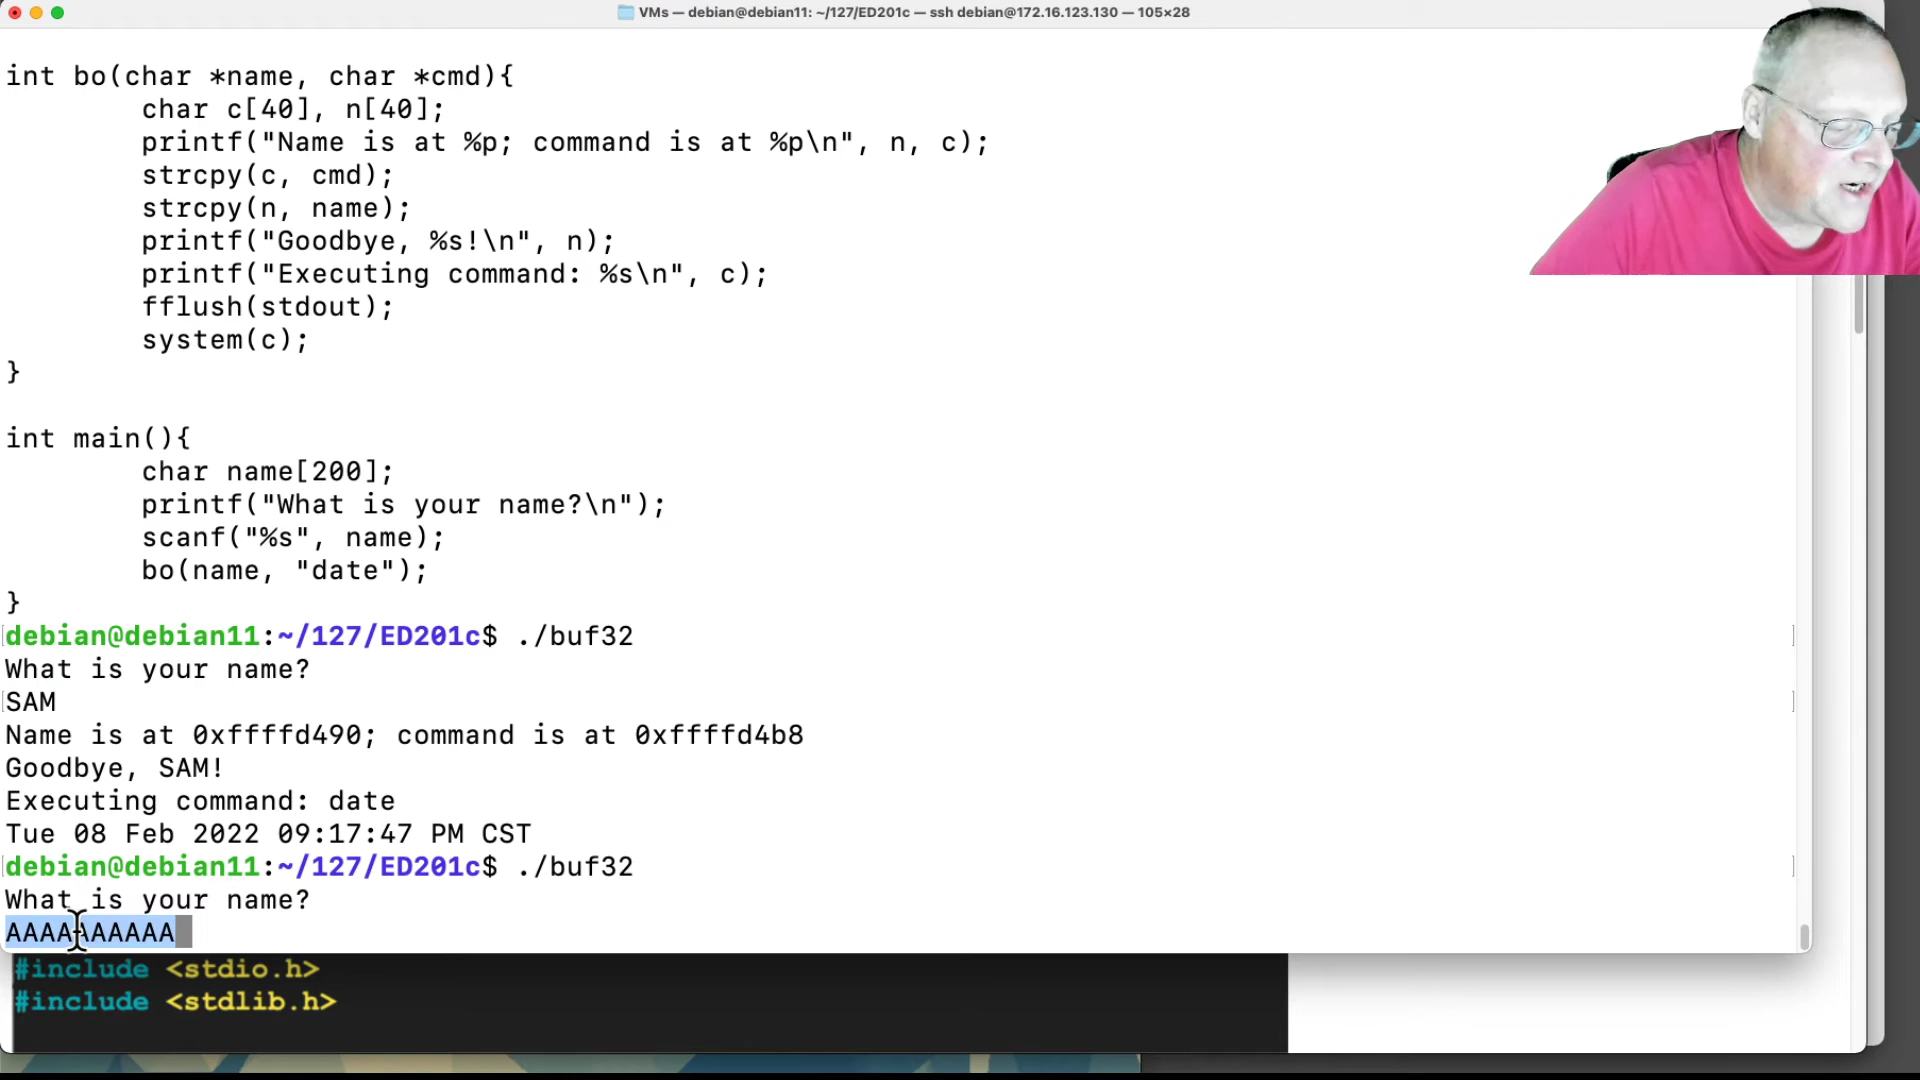 VMs — debian@debian11: ~/127/ED201c — ssh debian@172.16.123.130 — 105×28
int bo(char *name, char *cmd){
char c[40], n[40];
printf("Name is at %p; command is at %p\n", n, c);
strcpy(c, cmd);
strcpy(n, name);
printf("Goodbye, %s!\n", n);
printf("Executing command: %s\n", c);
fflush(stdout);
system(c);
}
int main(){
char name[200];
printf("What is your name?\n");
scanf("%s", name);
bo(name, "date");
}
debian@debian11:~/127/ED201c$ ./buf32
What is your name?
SAM
Name is at 0xffffd490; command is at 0xffffd4b8
Goodbye, SAM!
Executing command: date
Tue 08 Feb 2022 09:17:47 PM CST
debian@debian11:~/127/ED201c$ ./buf32
What is your name?
AAAAAAAAAA
#include <stdio.h>
#include <stdlib.h>